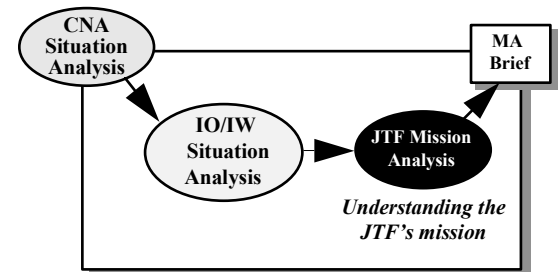 CNA
Situation
Analysis
MA
Brief
IO/IW
Situation
Analysis
JTF Mission
Analysis
Understanding the
JTF's mission